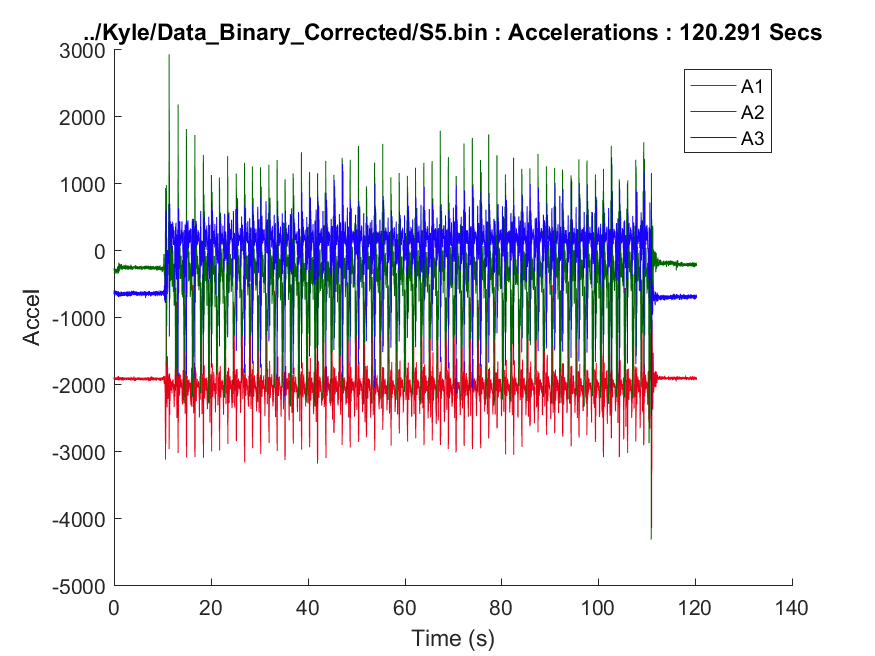 ../Kyle/Data_Binary_Corrected/S5.bin : Accelerations : 120.291 Secs
3000
2000
1000
0
-1000
-2000
-3000
-4000
-5000
Accel
A1
A2
A3
0 20 40 60 80 100 120 140
Time (s)